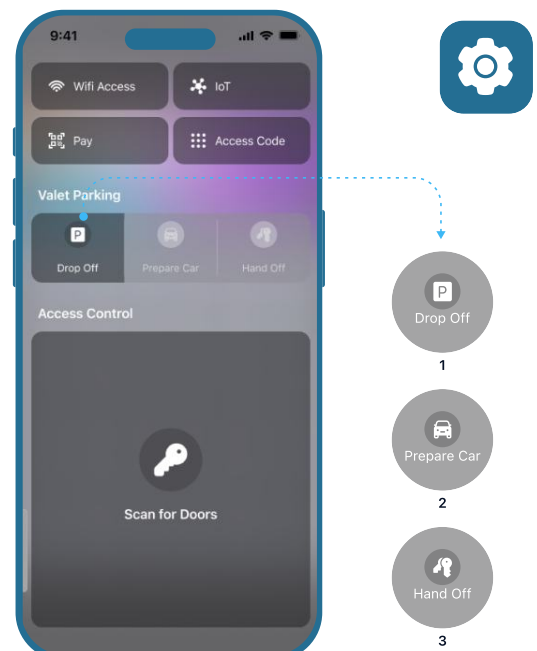 9:41
Wifi Access
IoT
Pay
Access Code
Valet Parking
P
Drop Off
Prepare Car
Hand Off
Access Control
Scan for Doors
P
Drop Off
1
Prepare Car
2
Hand Off
3